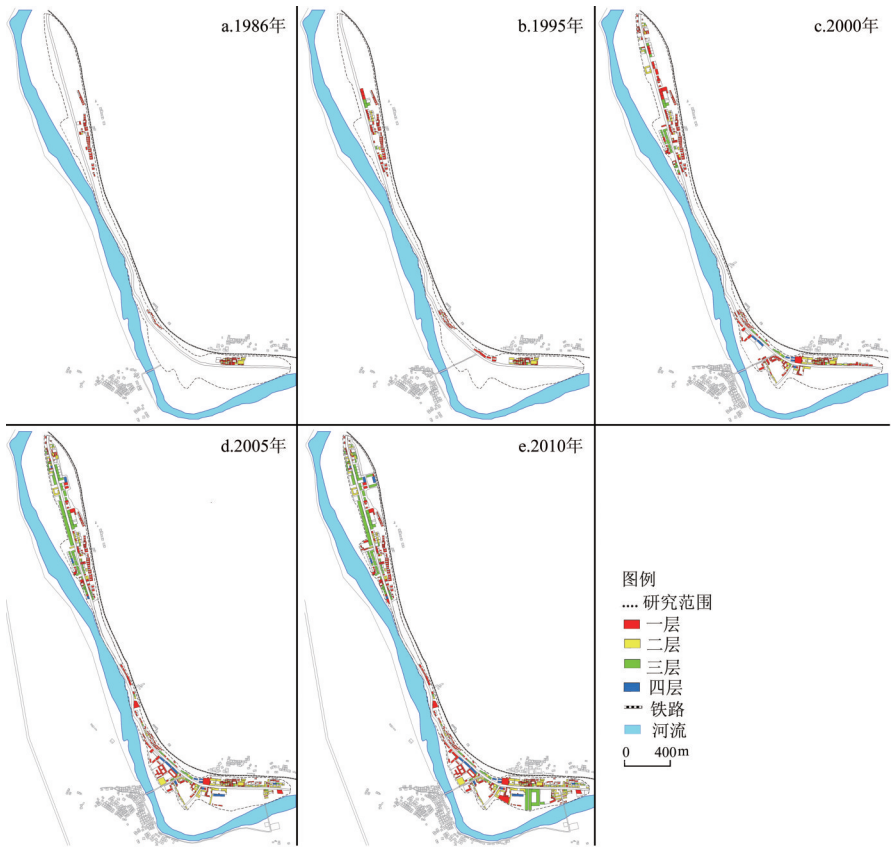 a.1986年
b.1995年
c.2000年
d.2005年
e.2010年
图例
研究范围
一层
二层
三层
四层
铁路
河流
0 400m